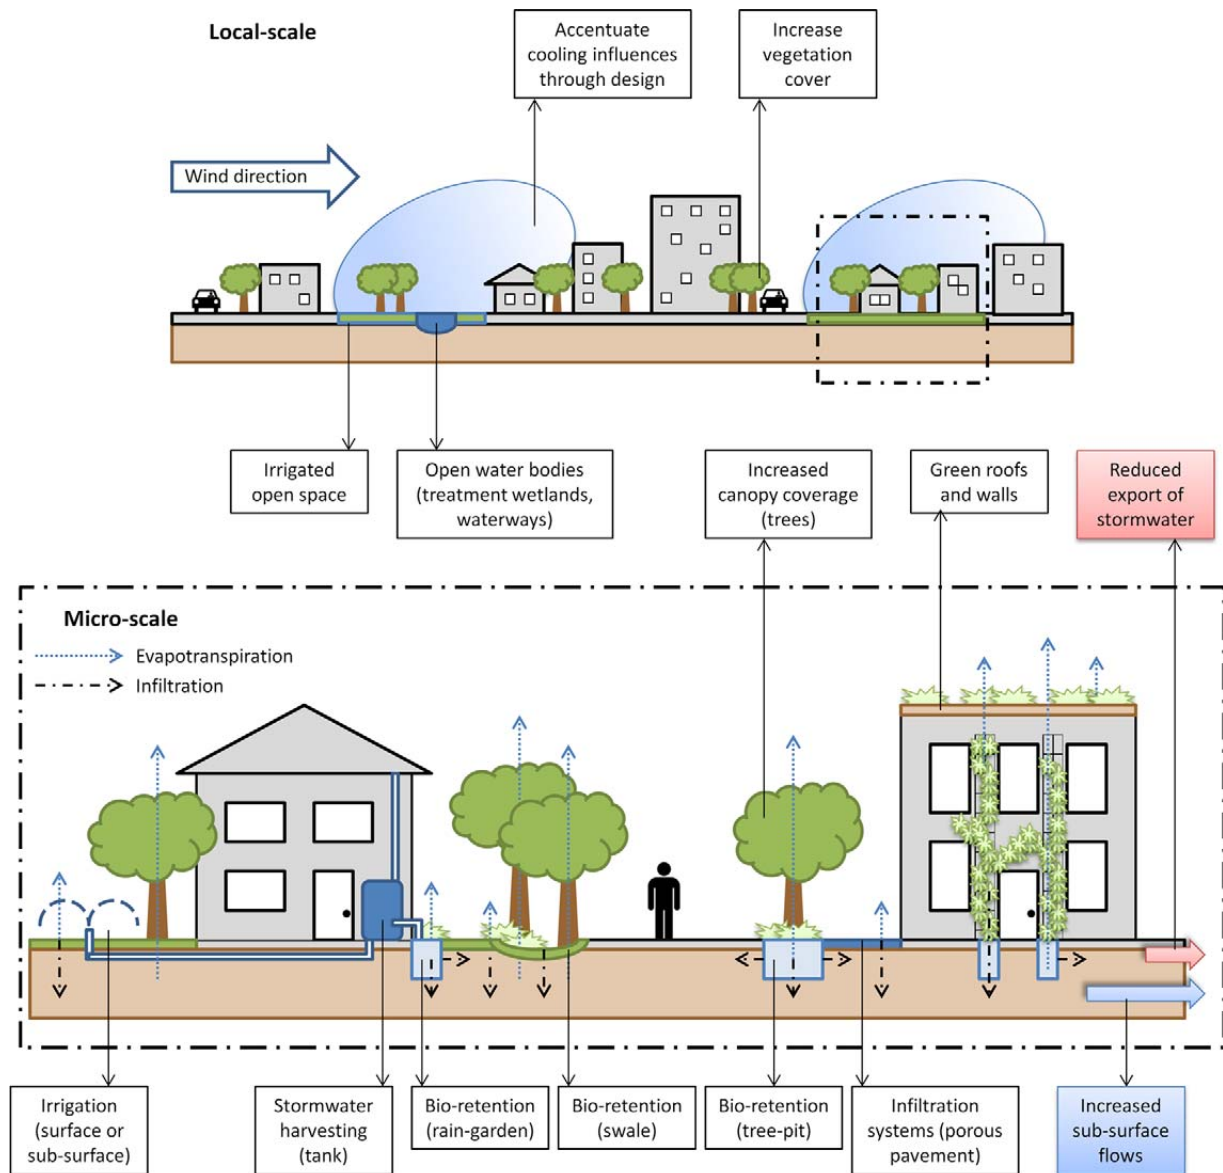 Local-scale
Accentuate
cooling influences
through design
Increase
vegetation
cover
Wind direction
Irrigated
open space
Open water bodies
(treatment wetlands,
waterways)
Increased
canopy coverage
(trees)
Green roofs
and walls
Reduced
export of
stormwater
Micro-scale
Evapotranspiration
Infiltration
Irrigation
(surface or
sub-surface)
Stormwater
harvesting
(tank)
Bio-retention
(rain-garden)
Bio-retention
(swale)
Bio-retention
(tree-pit)
Infiltration
systems (porous
pavement)
Increased
sub-surface
flows